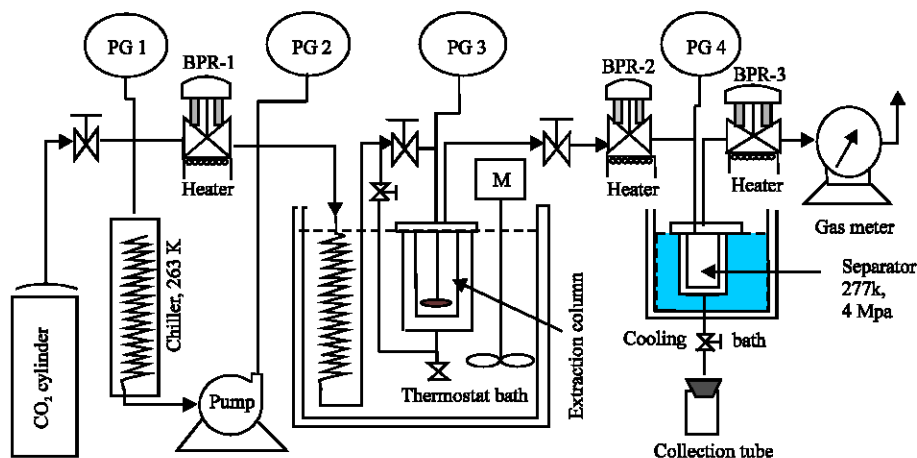 PG 1
PG 2
PG 3
PG 4
BPR-1
BPR-2
BPR-3
Heater
Heater
Heater
M
Gas meter
Chiller, 263 K
CO₂ cylinder
Pump
Thermostat bath
Extraction column
Separator
277k,
4 Mpa
Cooling bath
Collection tube